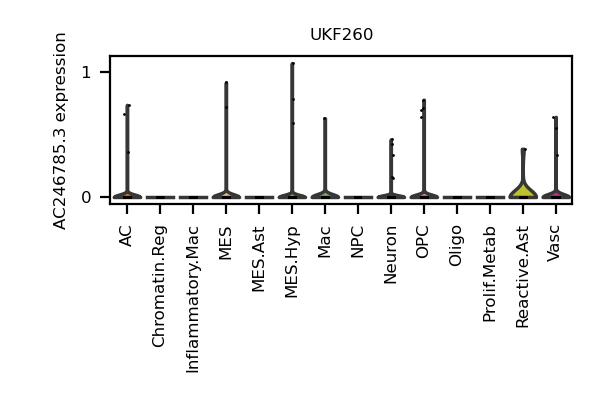 UKF260
AC246785.3 expression
1
0
AC
Chromatin.Reg
Inflammatory.Mac
MES
MES.Ast
MES.Hyp
Mac
NPC
Neuron
OPC
Oligo
Prolif.Metab
Reactive.Ast
Vasc